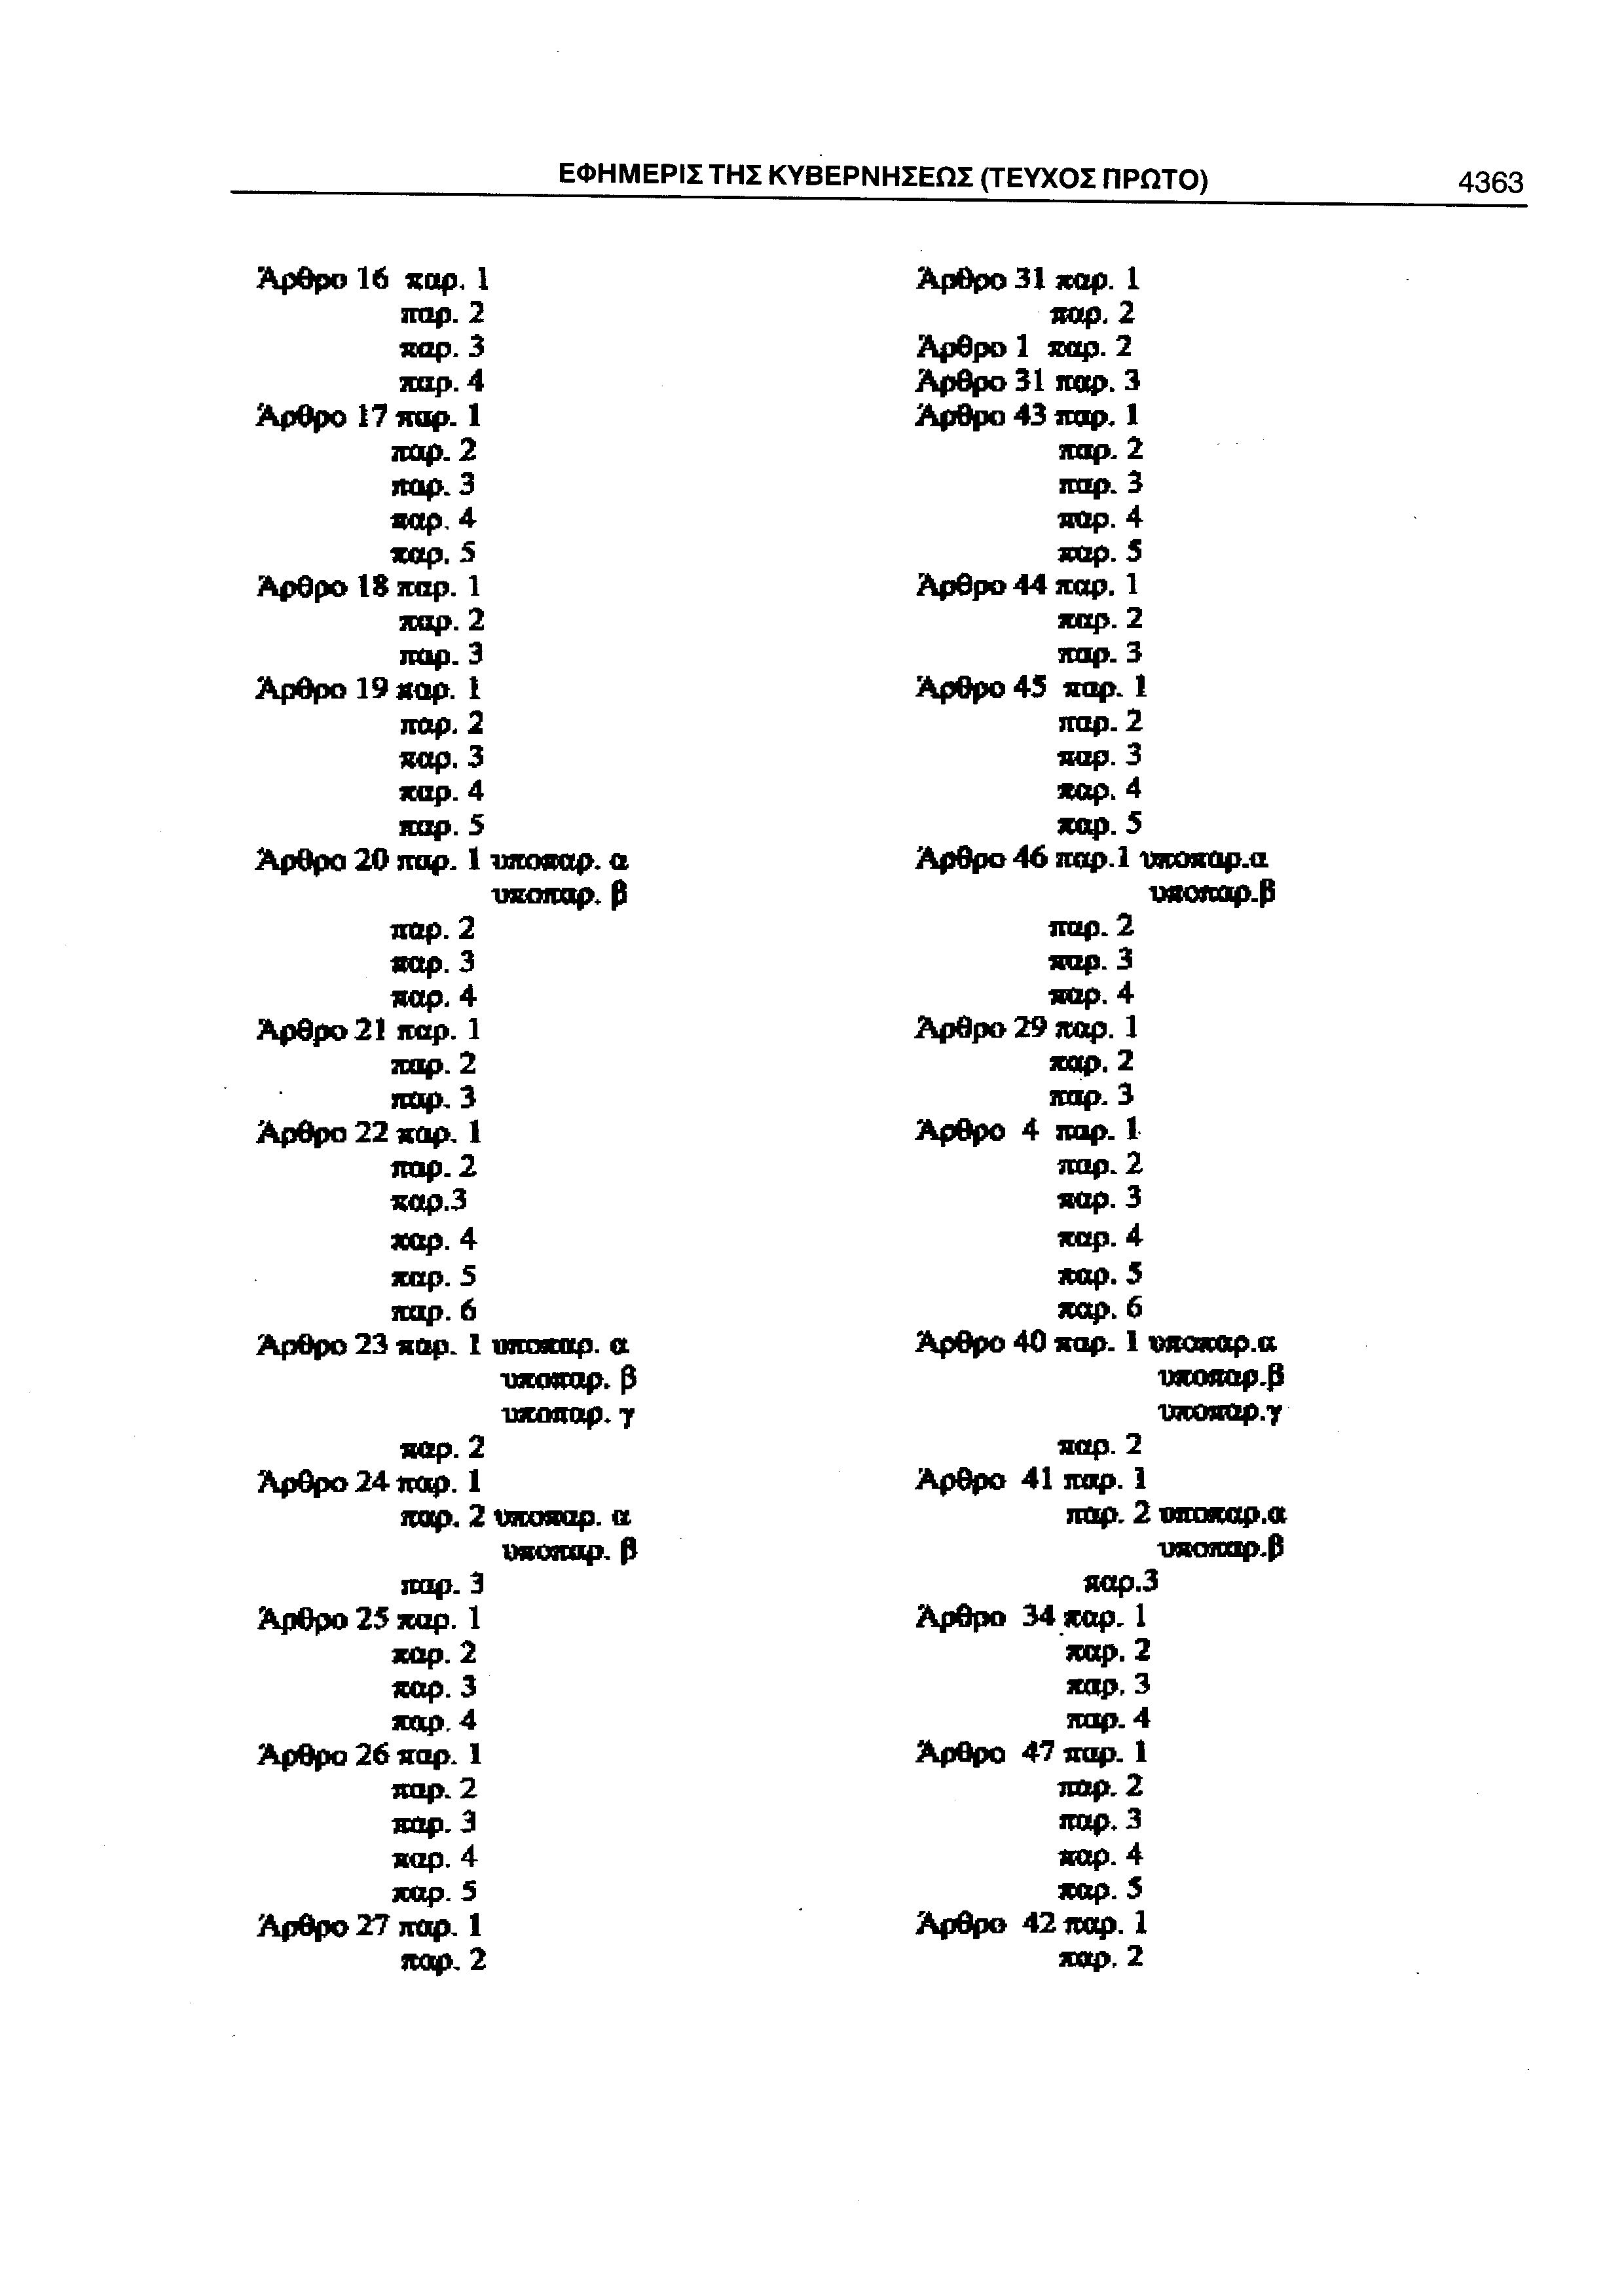 ΕΦΗΜΕΡΙΣ ΤΗΣ ΚΥΒΕΡΝΗΣΕΩΣ (ΤΕΥΧΟΣ ΠΡΩΤΟ) 4363
Άρθρο 16 παρ. 1
παρ. 2
παρ. 3
παρ. 4
Άρθρο 17 παρ. 1
παρ. 2
παρ. 3
παρ. 4
παρ. 5
Άρθρο 18 παρ. 1
παρ. 2
παρ. 3
Άρθρο 19 παρ. 1
παρ. 2
παρ. 3
παρ. 4
παρ. 5
Άρθρο 20 παρ. 1 υποπαρ. α
υποπαρ. β
παρ. 2
παρ. 3
παρ. 4
Άρθρο 21 παρ. 1
παρ. 2
παρ. 3
Άρθρο 22 παρ. 1
παρ. 2
παρ.3
παρ. 4
παρ. 5
παρ. 6
Άρθρο 23 παρ. 1 υποπαρ. α
υποπαρ. β
υποπαρ. γ
παρ. 2
Άρθρο 24 παρ. 1
παρ. 2 υποπαρ. α
υποπαρ. β
παρ. 3
Άρθρο 25 παρ. 1
παρ. 2
παρ. 3
παρ. 4
Άρθρο 26 παρ. 1
παρ. 2
παρ. 3
παρ. 4
παρ. 5
Άρθρο 27 παρ. 1
παρ. 2
Άρθρο 31 παρ. 1
παρ. 2
Άρθρο 1 παρ. 2
Άρθρο 31 παρ. 3
Άρθρο 43 παρ. 1
παρ. 2
παρ. 3
παρ. 4
παρ. 5
Άρθρο 44 παρ. 1
παρ. 2
παρ. 3
Άρθρο 45 παρ. 1
παρ. 2
παρ. 3
παρ. 4
παρ. 5
Άρθρο 46 παρ.1 υποπαρ.α
υποπαρ.β
παρ. 2
παρ. 3
παρ. 4
Άρθρο 29 παρ. 1
παρ. 2
παρ. 3
Άρθρο 4 παρ. 1
παρ. 2
παρ. 3
παρ. 4
παρ. 5
παρ. 6
Άρθρο 40 παρ. 1 υποπαρ.α
υποπαρ.β
υποπαρ.γ
παρ. 2
Άρθρο 41 παρ. 1
παρ. 2 υποπαρ.α
υποπαρ.β
παρ.3
Άρθρο 34 παρ. 1
παρ. 2
παρ. 3
παρ. 4
Άρθρο 47 παρ. 1
παρ. 2
παρ. 3
παρ. 4
παρ. 5
Άρθρο 42 παρ. 1
παρ. 2